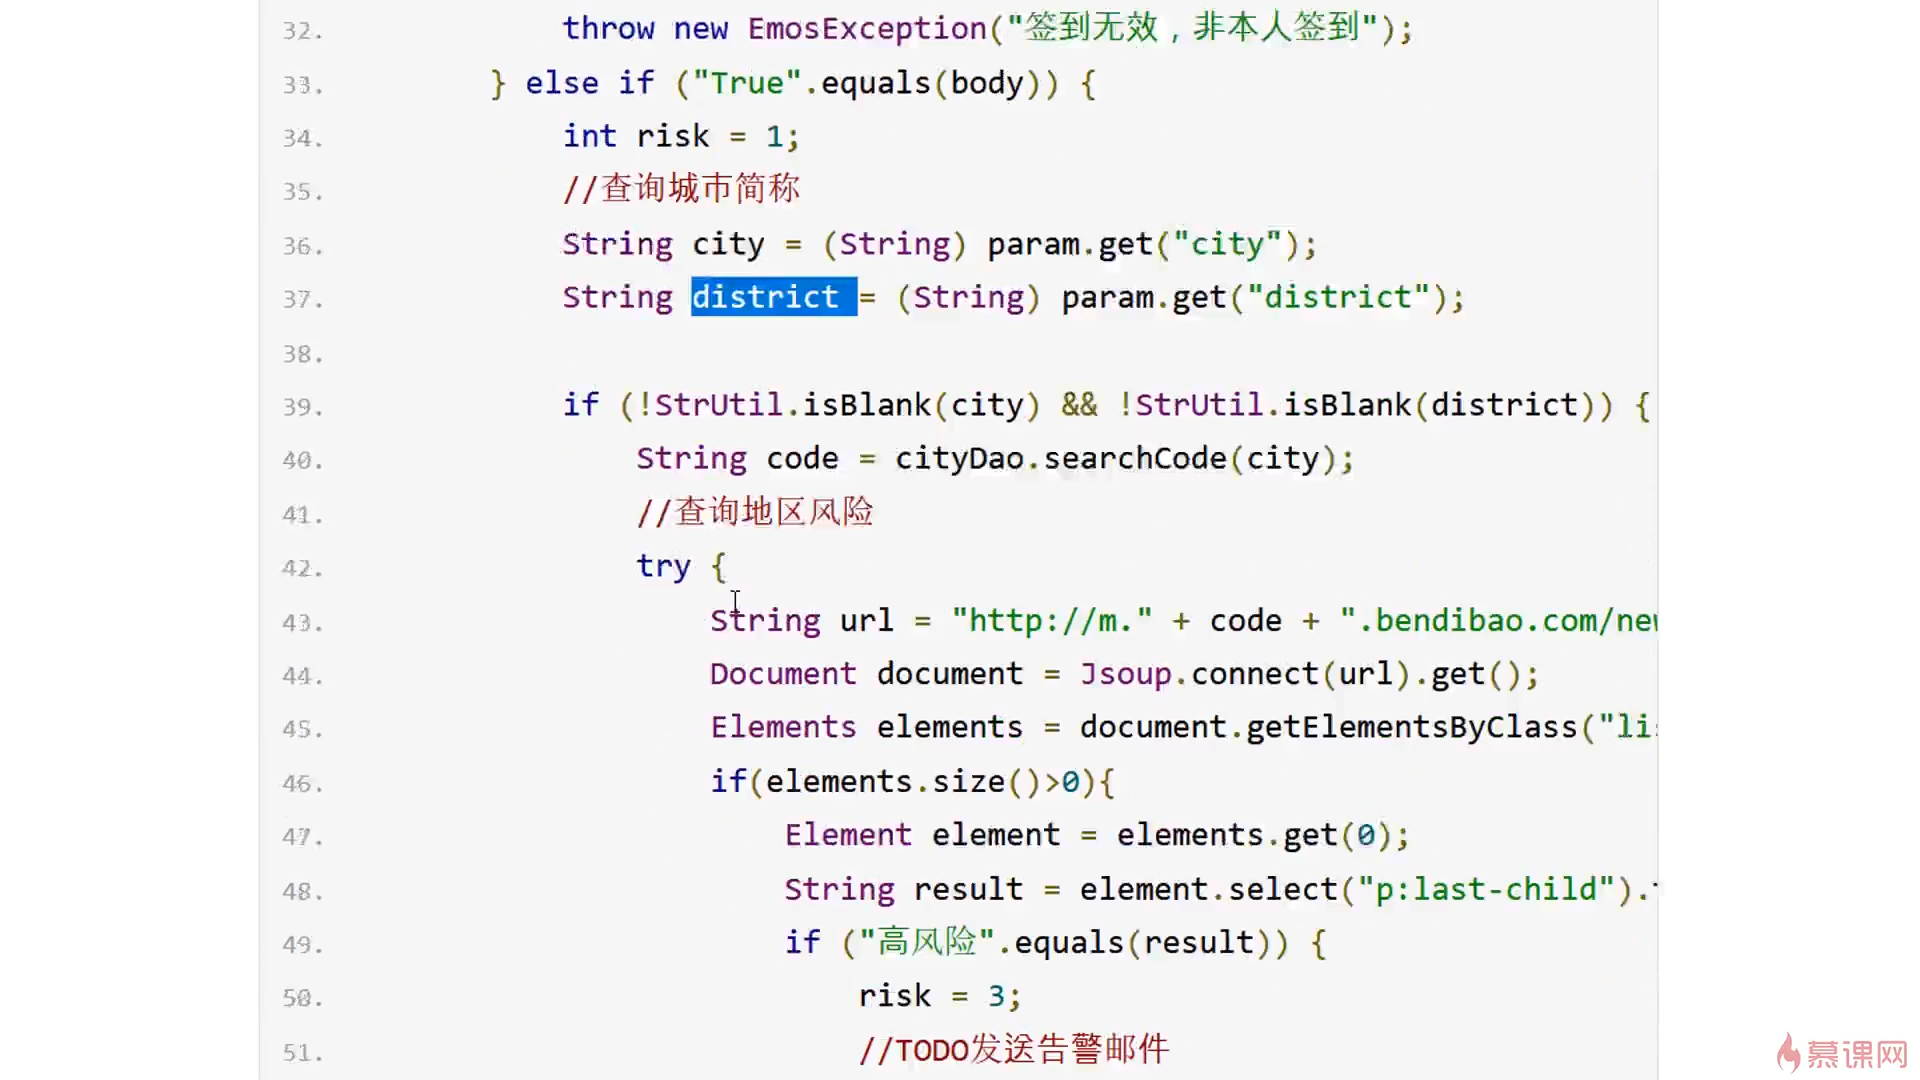 32. throw new EmosException("签到无效，非本人签到");
33. } else if ("True".equals(body)) {
34. int risk = 1;
35. //查询城市简称
36. String city = (String) param.get("city");
37. String district = (String) param.get("district");
38.
39. if (!StrUtil.isBlank(city) && !StrUtil.isBlank(district)) {
40. String code = cityDao.searchCode(city);
41. //查询地区风险
42. try {
43. String url = "http://m." + code + ".bendibao.com/
44. Document document = Jsoup.connect(url).get();
45. Elements elements = document.getElementsByClass("
46. if(elements.size()>0){
47. Element element = elements.get(0);
48. String result = element.select("p:last-child").
49. if ("高风险".equals(result)) {
50. risk = 3;
51. //TODO发送告警邮件
慕课网